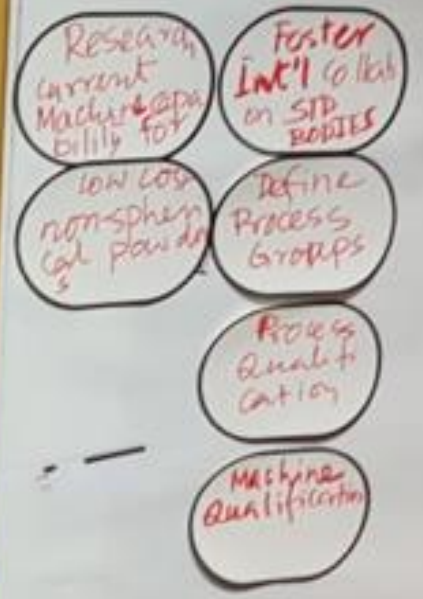 Research
current
Machine capa
bility for
low cost
nonspheri
cal powder
s
Foster
Int'l Collab
on STD
BODIES
Define
Process
Groups
Process
Qualifi
cation
Machine
Qualification